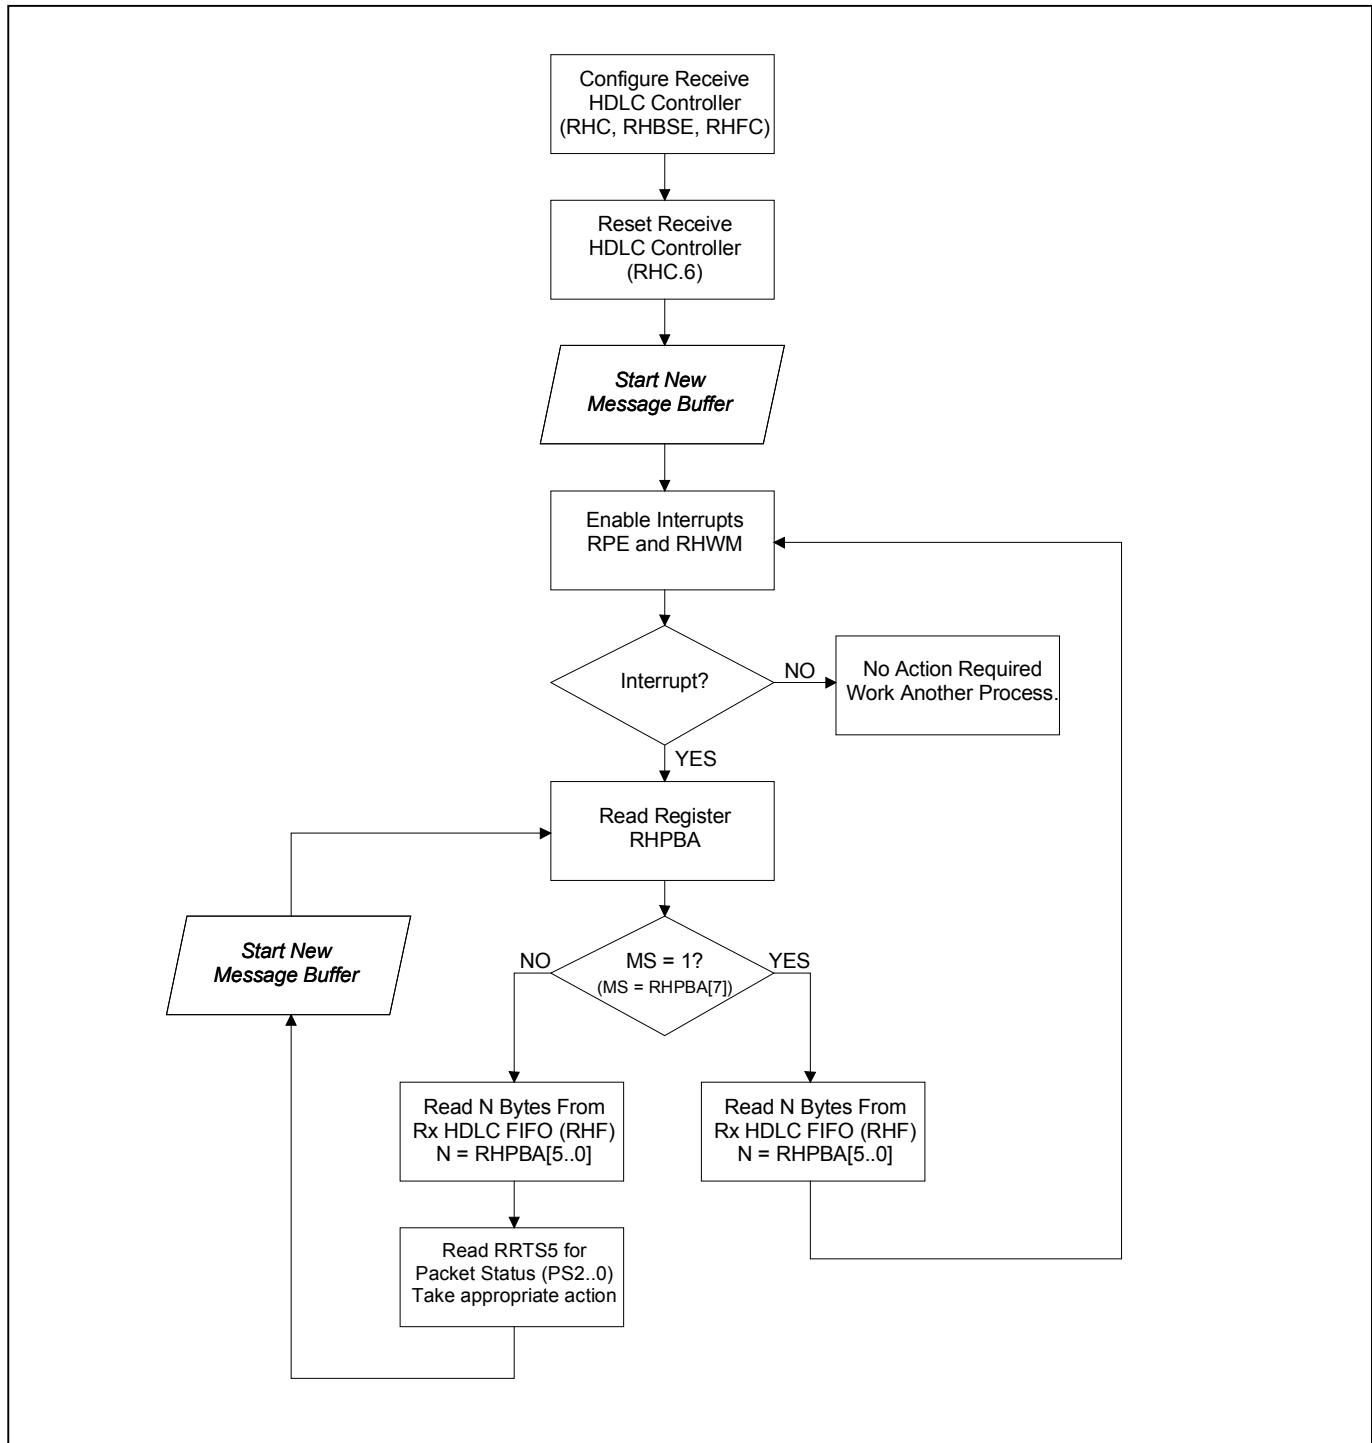 Configure Receive
HDLC Controller
(RHC, RHBSE, RHFC)
Reset Receive
HDLC Controller
(RHC.6)
Start New
Message Buffer
Enable Interrupts
RPE and RHWM
Interrupt?
NO
No Action Required
Work Another Process.
YES
Read Register
RHPBA
Start New
Message Buffer
NO
MS = 1?
(MS = RHPBA[7])
YES
Read N Bytes From
Rx HDLC FIFO (RHF)
N = RHPBA[5..0]
Read N Bytes From
Rx HDLC FIFO (RHF)
N = RHPBA[5..0]
Read RRTS5 for
Packet Status (PS2..0)
Take appropriate action